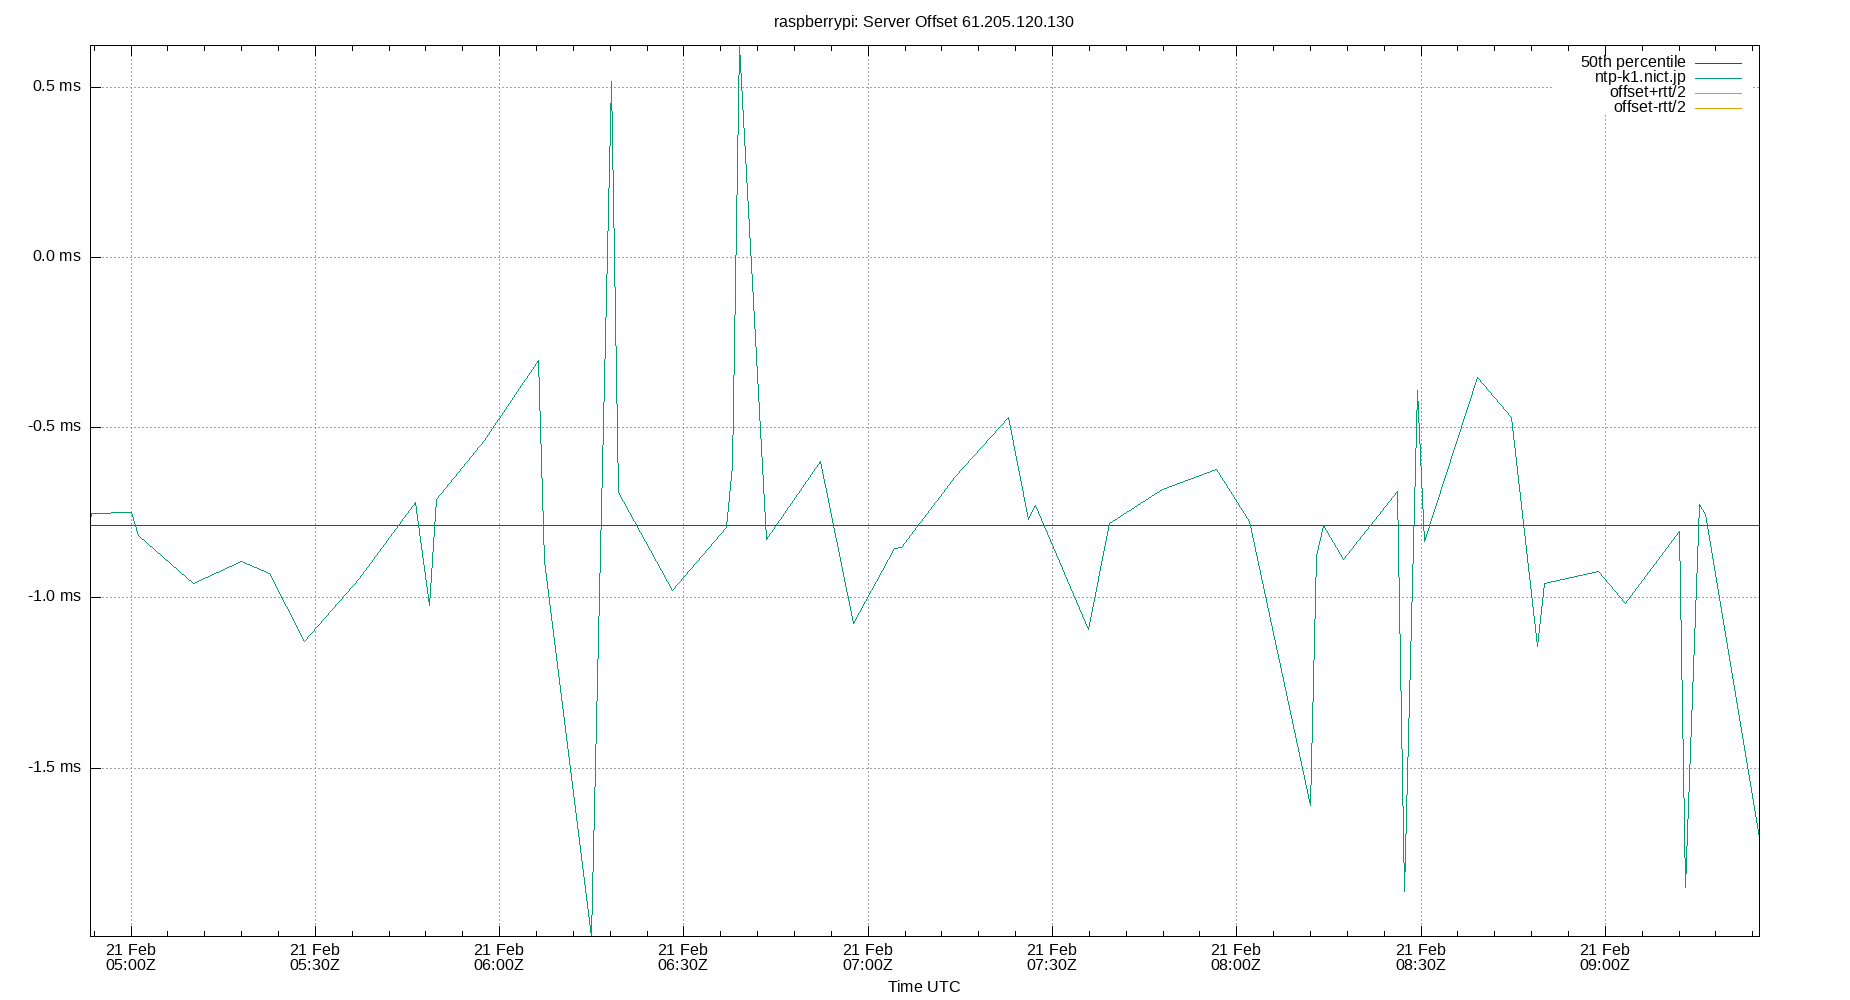 raspberrypi: Server Offset 61.205.120.130
50th percentile
ntp-k1.nict.jp
offset+rtt/2
offset-rtt/2
0.5 ms
0.0 ms
-0.5 ms
-1.0 ms
-1.5 ms
21 Feb 21 Feb 21 Feb 21 Feb 21 Feb 21 Feb 21 Feb 21 Feb 21 Feb
05:00Z 05:30Z 06:00Z 06:30Z 07:00Z 07:30Z 08:00Z 08:30Z 09:00Z
Time UTC